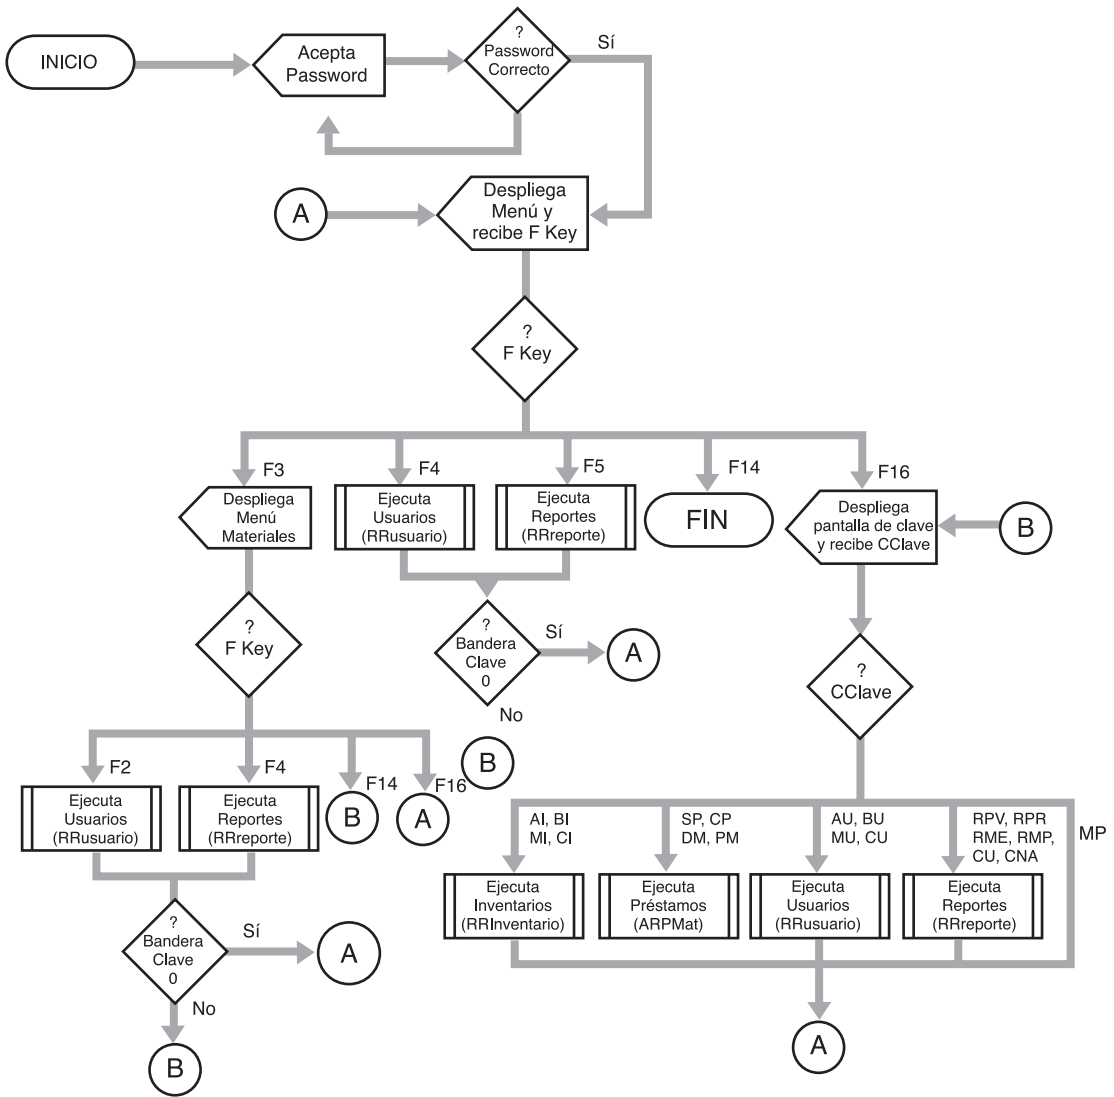 INICIO
Acepta
Password
?
Password
Correcto
Sí
A
Despliega
Menú y
recibe F Key
?
F Key
F3
F4
F5
F14
F16
Despliega
Menú
Materiales
Ejecuta
Usuarios
(RRusuario)
Ejecuta
Reportes
(RRreporte)
FIN
Despliega
pantalla de clave
y recibe CClave
B
?
F Key
?
Bandera
Clave
0
Sí
A
No
B
?
CClave
F2
F4
F14
F16
Ejecuta
Usuarios
(RRusuario)
Ejecuta
Reportes
(RRreporte)
B
A
AI, BI
MI, CI
SP, CP
DM, PM
AU, BU
MU, CU
RPV, RPR
RME, RMP,
CU, CNA
MP
Ejecuta
Inventarios
(RRInventario)
Ejecuta
Préstamos
(ARPMat)
Ejecuta
Usuarios
(RRusuario)
Ejecuta
Reportes
(RRreporte)
?
Bandera
Clave
0
Sí
A
No
B
A